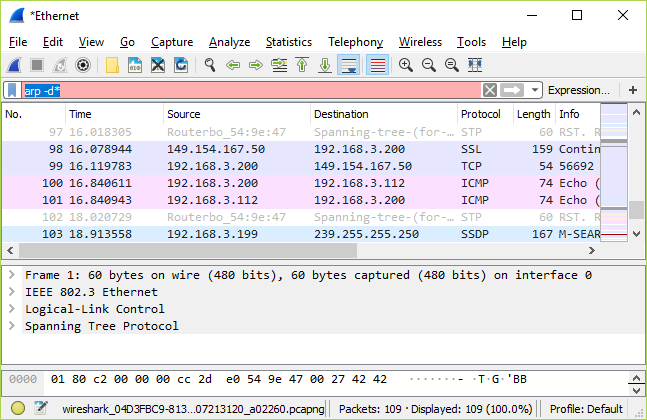 *Ethernet
File Edit View Go Capture Analyze Statistics Telephony Wireless Tools Help
arp -d* Expression... +
No. Time Source Destination Protocol Length Info
97 16.018305 Routerbo_54:9e:47 Spanning-tree-(for-... STP 60 RST. R
98 16.078944 149.154.167.50 192.168.3.200 SSL 159 Contin
99 16.119783 192.168.3.200 149.154.167.50 TCP 54 56692
100 16.840611 192.168.3.200 192.168.3.112 ICMP 74 Echo (
101 16.840943 192.168.3.112 192.168.3.200 ICMP 74 Echo (
102 18.020729 Routerbo_54:9e:47 Spanning-tree-(for-... STP 60 RST. R
103 18.913558 192.168.3.199 239.255.255.250 SSDP 167 M-SEAR
Frame 1: 60 bytes on wire (480 bits), 60 bytes captured (480 bits) on interface 0
IEEE 802.3 Ethernet
Logical-Link Control
Spanning Tree Protocol
0000 01 80 c2 00 00 00 cc 2d e0 54 9e 47 00 27 42 42 ·······- ·T·G·'BB
wireshark_04D3FBC9-813...07213120_a02260.pcapng Packets: 109 · Displayed: 109 (100.0%) Profile: Default